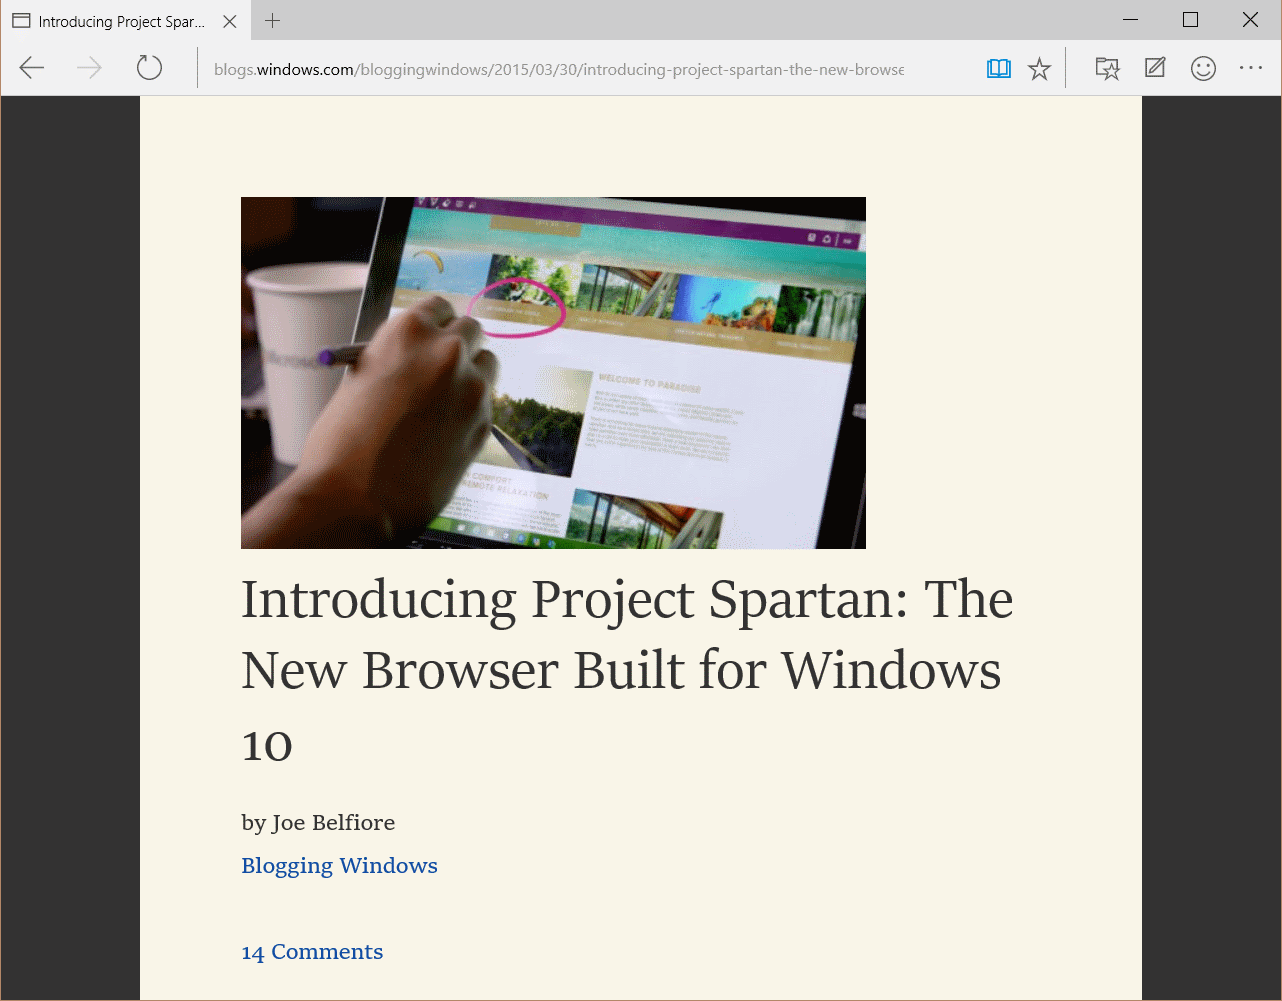 Introducing Project Spar...
blogs.windows.com/bloggingwindows/2015/03/30/introducing-project-spartan-the-new-browse
WELCOME TO PARADISE
COMFORT
REMOTE RELAXATION
Introducing Project Spartan: The
New Browser Built for Windows
10
by Joe Belfiore
Blogging Windows
14 Comments